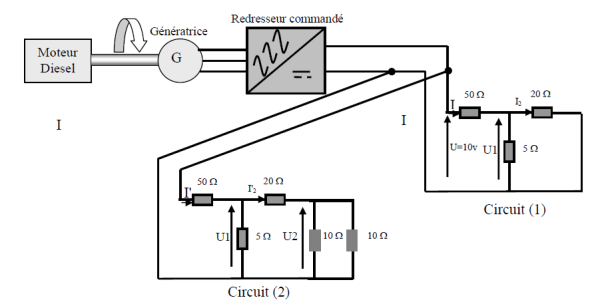 Redresseur commandé
Génératrice
Moteur
Diesel
G
I
I
I
50 Ω
I₂
20 Ω
U=10v
U1
5 Ω
Circuit (1)
I'
50 Ω
I'₂
20 Ω
U1
5 Ω
U2
10 Ω
10 Ω
Circuit (2)